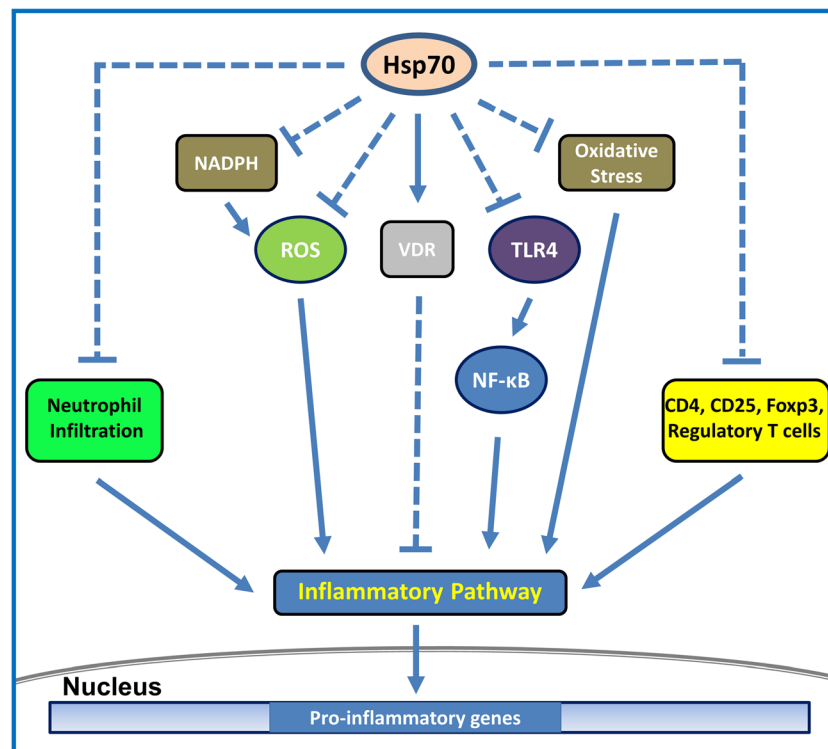 Hsp70
NADPH
Oxidative
Stress
ROS
VDR
TLR4
NF-κB
Neutrophil
Infiltration
CD4, CD25, Foxp3,
Regulatory T cells
Inflammatory Pathway
Nucleus
Pro-inflammatory genes